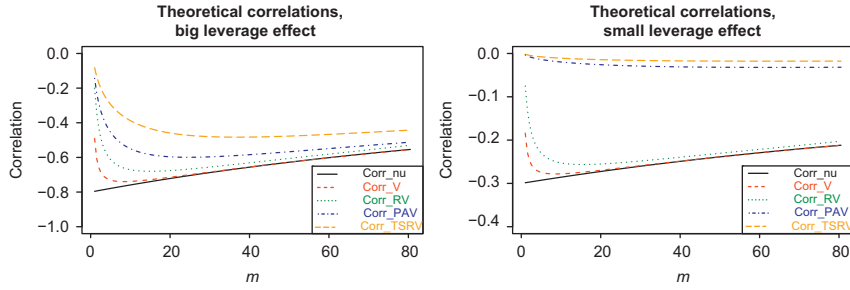 Theoretical correlations,
big leverage effect
Correlation
0.0
−0.2
−0.4
−0.6
−0.8
−1.0
0
20
40
60
80
m
Corr_nu
Corr_V
Corr_RV
Corr_PAV
Corr_TSRV
Theoretical correlations,
small leverage effect
Correlation
0.0
−0.1
−0.2
−0.3
−0.4
0
20
40
60
80
m
Corr_nu
Corr_V
Corr_RV
Corr_PAV
Corr_TSRV